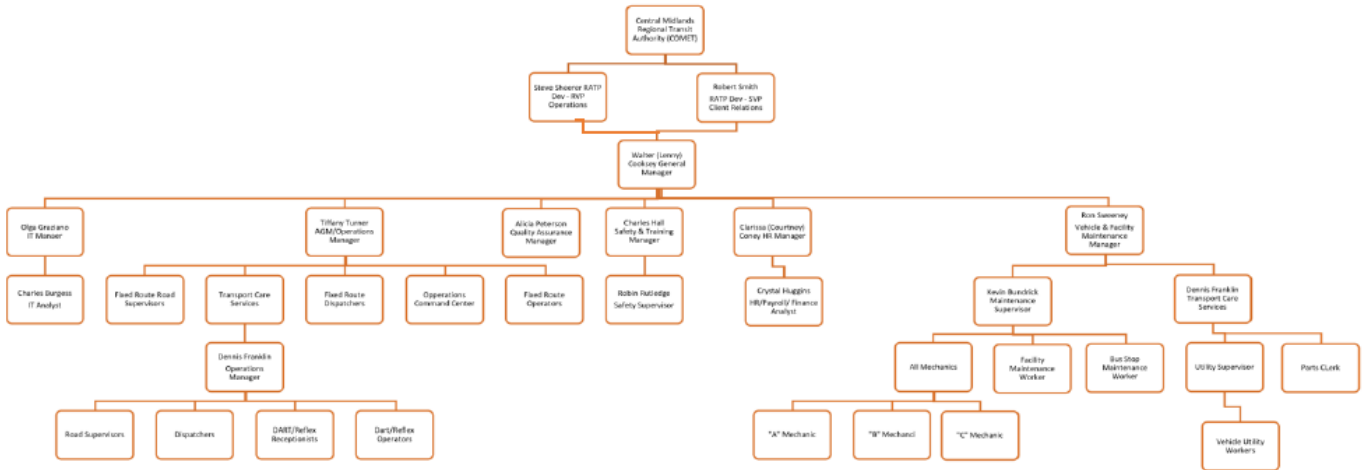 Central Midlands
Regional Transit
Authority (COMET)
Steve Sheerer RATP
Dev - RVP
Operations
Robert Smith
RATP Dev - SVP
Client Relations
Walter (Lenny)
Cooksey General
Manager
Olga Graziano
IT Manaer
Tiffany Turner
AGM/Operations
Manager
Alicia Peterson
Quality Assurance
Manager
Charles Hall
Safety & Training
Manager
Clarissa (Courtney)
Coney HR Manager
Ron Sweeney
Vehicle & Facility
Maintenance
Manager
Charles Burgess
IT Analyst
Fixed Route Road
Supervisors
Transport Care
Services
Fixed Route
Dispatchers
Opperations
Command Center
Fixed Route
Operators
Robin Rutledge
Safety Supervisor
Crystal Huggins
HR/Payroll/ Finance
Analyst
Kevin Bundrick
Maintenance
Supervisor
Dennis Franklin
Transport Care
Services
Dennis Franklin
Operations
Manager
All Mechanics
Facility
Maintenance
Worker
Bus Stop
Maintenance
Worker
Utility Supervisor
Parts CLerk
Road Supervisors
Dispatchers
DART/Reflex
Receptionists
Dart/Reflex
Operators
"A" Mechanic
"B" Mechanci
"C" Mechanic
Vehicle Utility
Workers